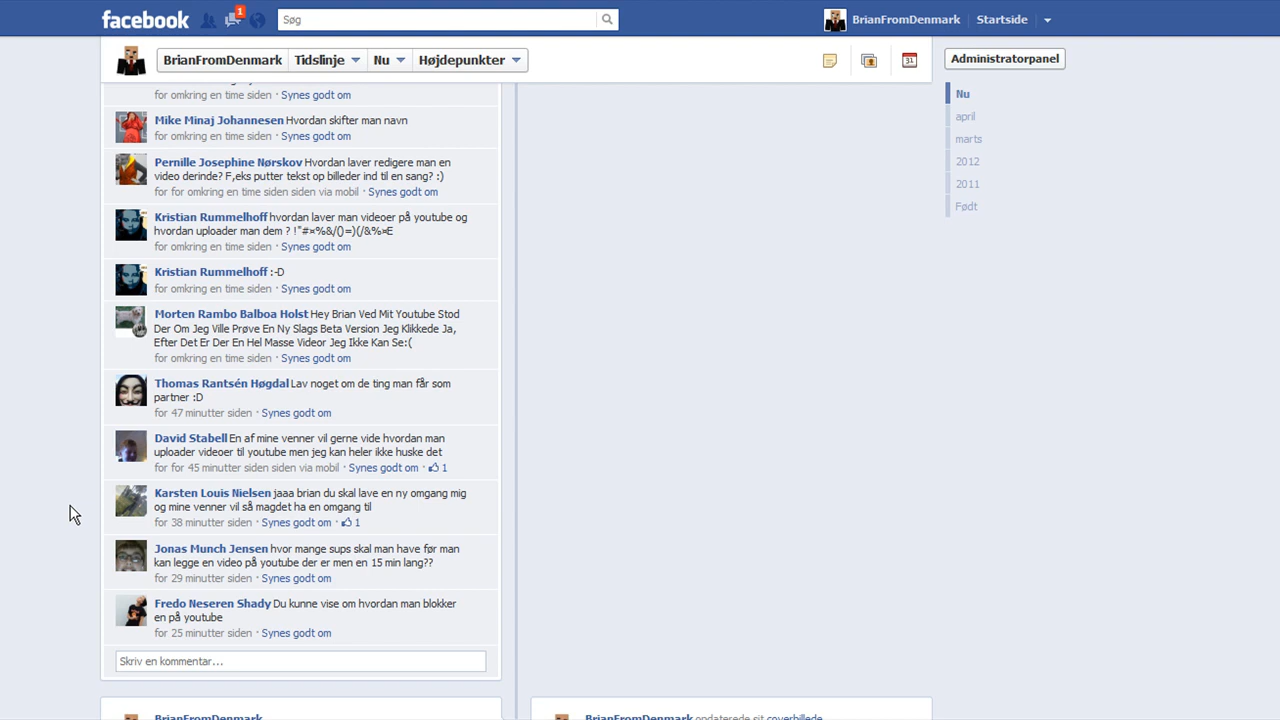 facebook
1
Søg
BrianFromDenmark
Startside
BrianFromDenmark
Tidslinje
Nu
Højdepunkter
31
Administratorpanel
Nu
april
marts
2012
2011
Født
for omkring en time siden · Synes godt om
Mike Minaj Johannesen Hvordan skifter man navn
for omkring en time siden · Synes godt om
Pernille Josephine Nørskov Hvordan laver redigere man en
video derinde? F,eks putter tekst op billeder ind til en sang? :)
for for omkring en time siden siden via mobil · Synes godt om
Kristian Rummelhoff hvordan laver man videoer på youtube og
hvordan uploader man dem ? !"#¤%&/()=)(/&%¤E
for omkring en time siden · Synes godt om
Kristian Rummelhoff :-D
for omkring en time siden · Synes godt om
Morten Rambo Balboa Holst Hey Brian Ved Mit Youtube Stod
Der Om Jeg Ville Prøve En Ny Slags Beta Version Jeg Klikkede Ja,
Efter Det Er Der En Hel Masse Videor Jeg Ikke Kan Se:(
for omkring en time siden · Synes godt om
Thomas Rantsén Høgdal Lav noget om de ting man får som
partner :D
for 47 minutter siden · Synes godt om
David Stabell En af mine venner vil gerne vide hvordan man
uploader videoer til youtube men jeg kan heler ikke huske det
for for 45 minutter siden siden via mobil · Synes godt om · 1
Karsten Louis Nielsen jaaa brian du skal lave en ny omgang mig
og mine venner vil så magdet ha en omgang til
for 38 minutter siden · Synes godt om · 1
Jonas Munch Jensen hvor mange sups skal man have før man
kan legge en video på youtube der er men en 15 min lang??
for 29 minutter siden · Synes godt om
Fredo Neseren Shady Du kunne vise om hvordan man blokker
en på youtube
for 25 minutter siden · Synes godt om
Skriv en kommentar...
BrianFromDenmark
BrianFromDenmark opdaterede sit coverbillede